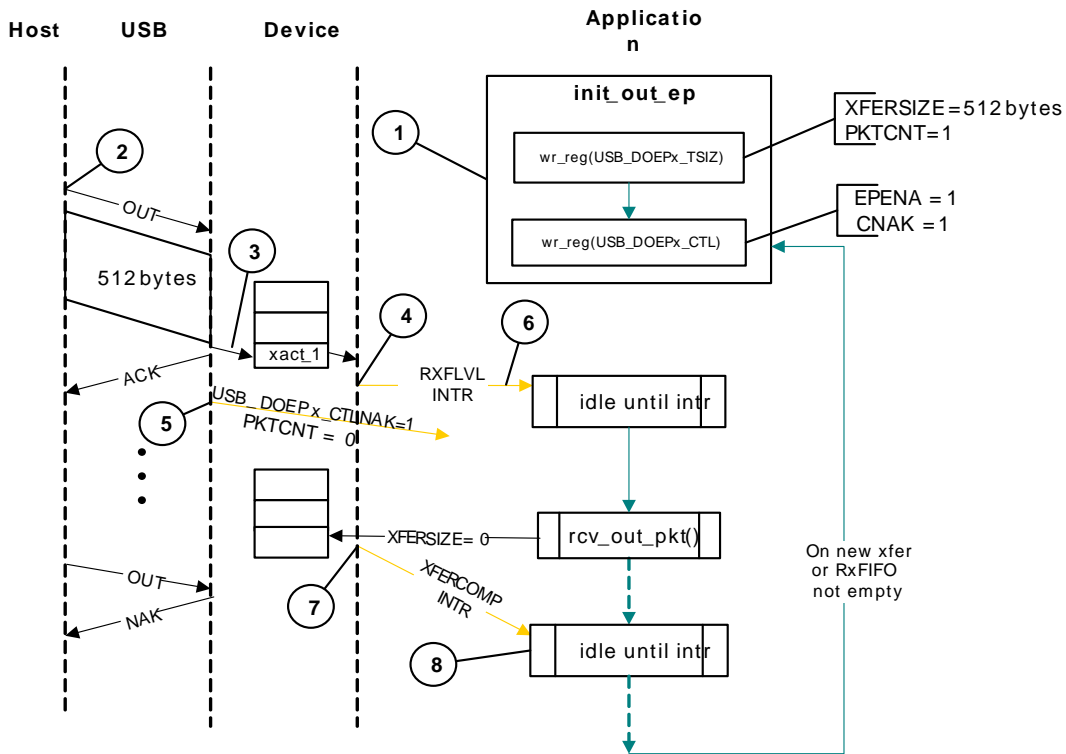 Host
USB
Device
Applicatio
n
init_out_ep
1
wr_reg(USB_DOEPx_TSIZ)
XFERSIZE=512 bytes
PKTCNT=1
wr_reg(USB_DOEPx_CTL)
EPENA = 1
CNAK = 1
2
OUT
3
512 bytes
xact_1
4
6
ACK
RXFLVL
INTR
idle until intr
5
USB_DOEPx_CTLNAK=1
PKTCNT = 0
XFERSIZE= 0
rcv_out_pkt()
On new xfer
or RxFIFO
not empty
OUT
NAK
7
XFERCOMP
INTR
8
idle until intr